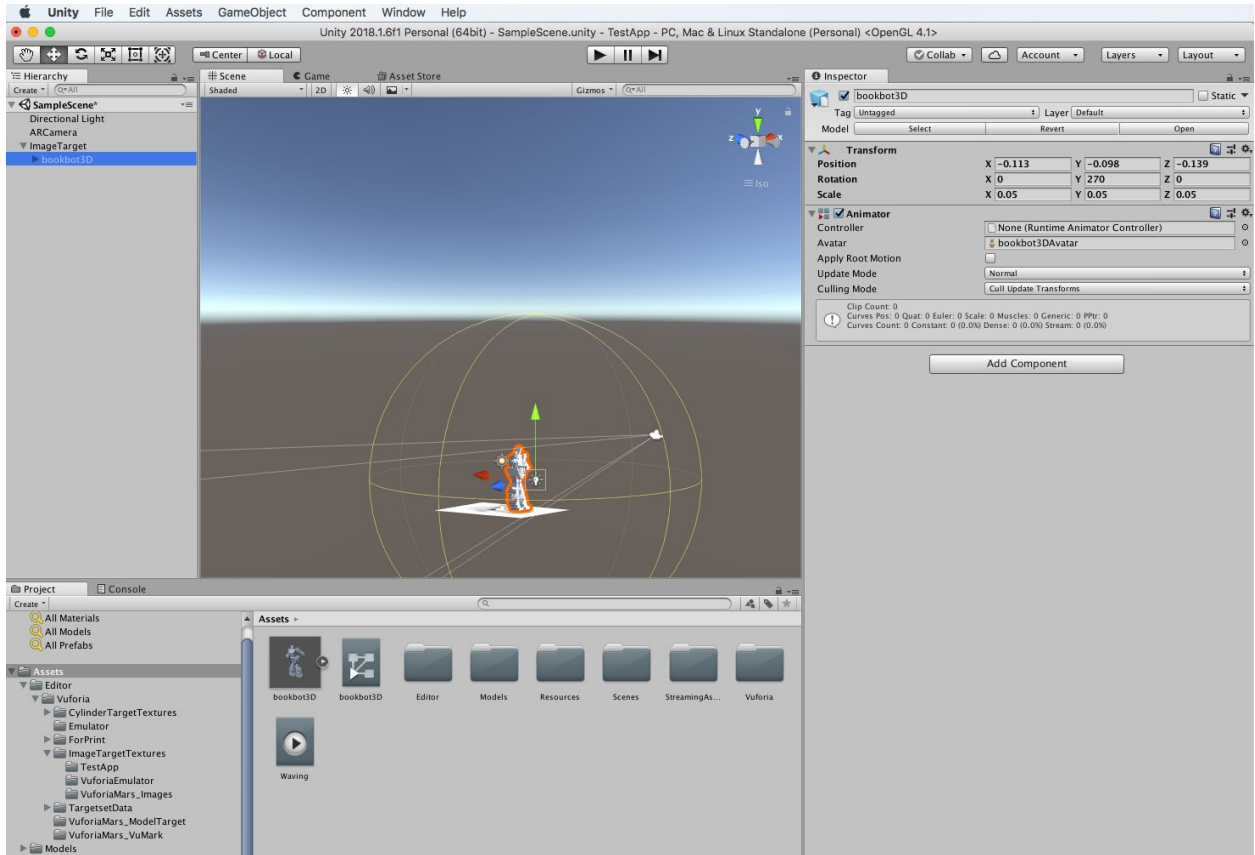 Unity File Edit Assets GameObject Component Window Help
Unity 2018.1.6f1 Personal (64bit) - SampleScene.unity - TestApp - PC, Mac & Linux Standalone (Personal) <OpenGL 4.1>
Center Local Collab Account Layers Layout
Hierarchy
Create All
SampleScene*
Directional Light
ARCamera
ImageTarget
bookbot3D
Scene Game Asset Store
Shaded 2D Gizmos All
y
z x
Iso
Inspector
bookbot3D Static
Tag Untagged Layer Default
Model Select Revert Open
Transform
Position X -0.113 Y -0.098 Z -0.139
Rotation X 0 Y 270 Z 0
Scale X 0.05 Y 0.05 Z 0.05
Animator
Controller None (Runtime Animator Controller)
Avatar bookbot3DAvatar
Apply Root Motion
Update Mode Normal
Culling Mode Cull Update Transforms
Clip Count: 0
Curves Pos: 0 Quat: 0 Euler: 0 Scale: 0 Muscles: 0 Generic: 0 PPtr: 0
Curves Count: 0 Constant: 0 (0.0%) Dense: 0 (0.0%) Stream: 0 (0.0%)
Add Component
Project Console
Create
All Materials
All Models
All Prefabs
Assets
Editor
Vuforia
CylinderTargetTextures
Emulator
ForPrint
ImageTargetTextures
TestApp
VuforiaEmulator
VuforiaMars_Images
TargetsetData
VuforiaMars_ModelTarget
VuforiaMars_VuMark
Models
Assets
bookbot3D bookbot3D Editor Models Resources Scenes StreamingAs... Vuforia
Waving